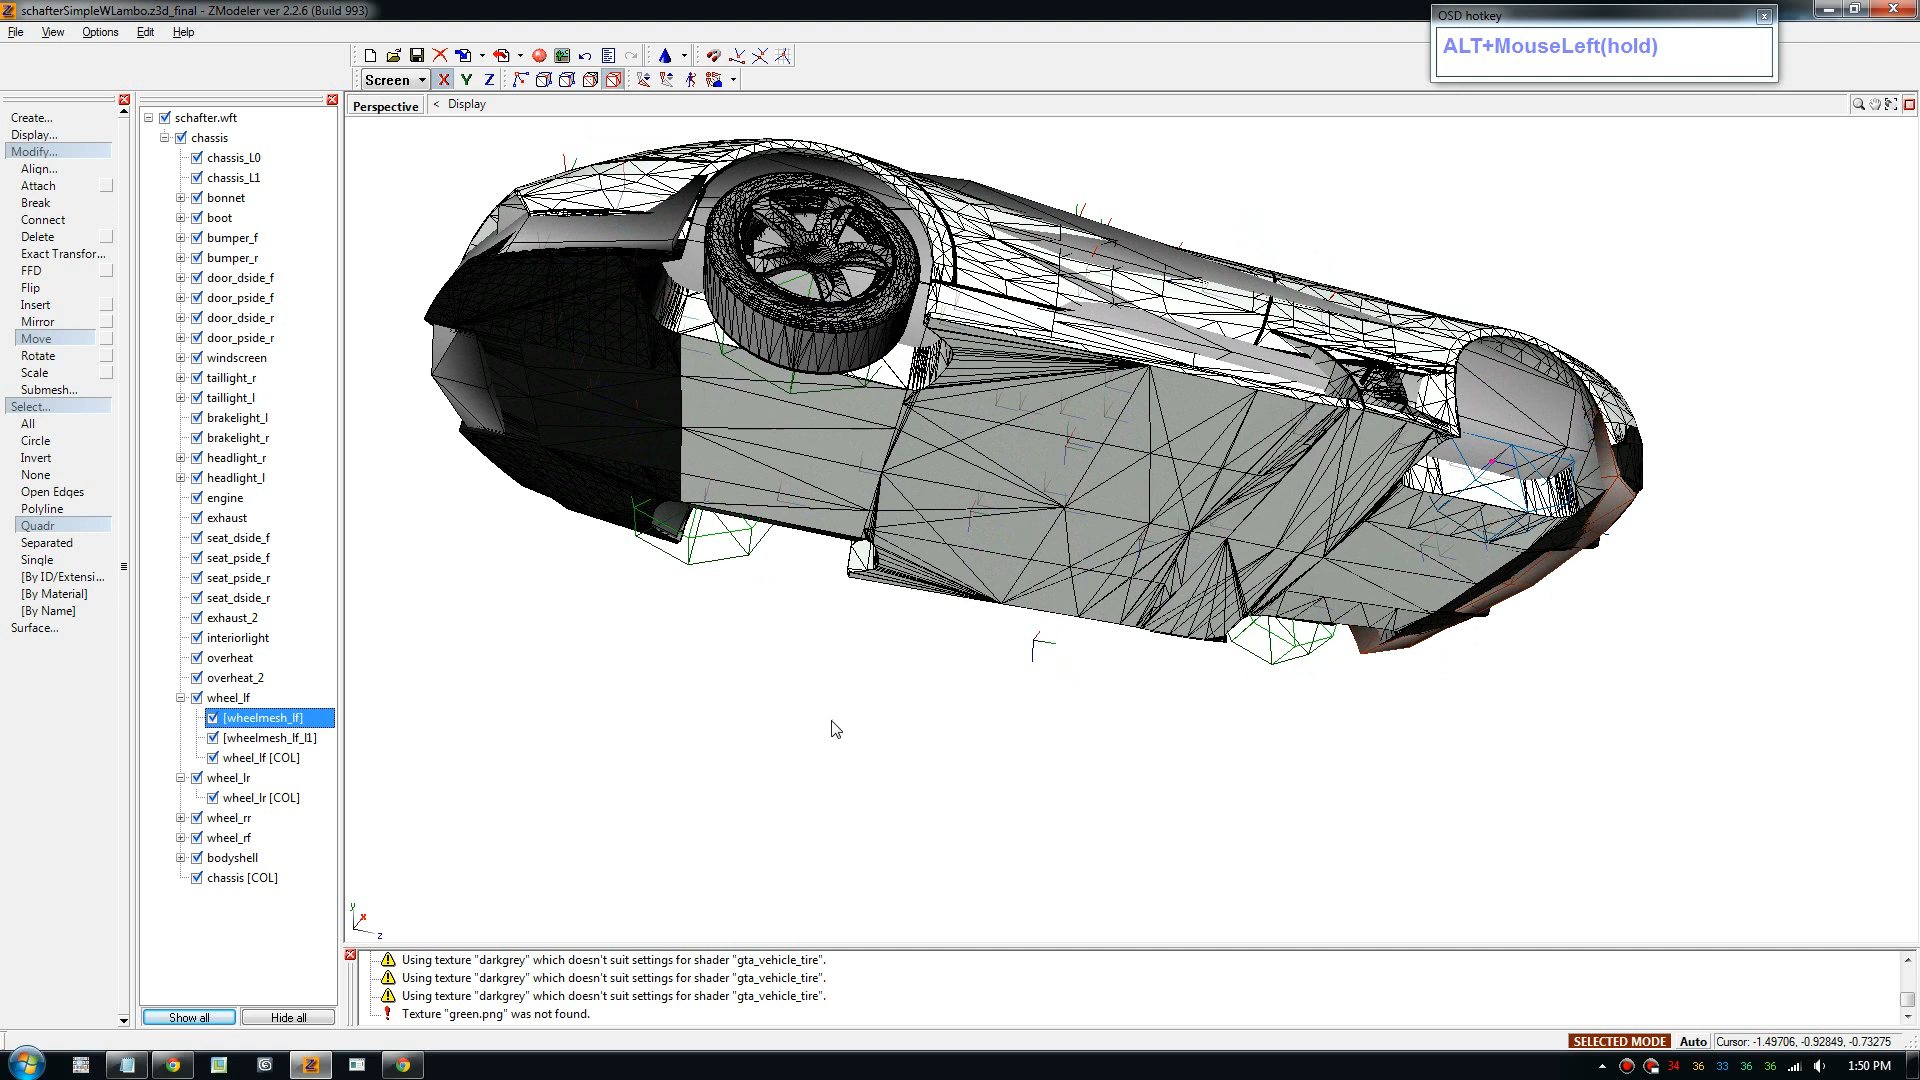 schafterSimpleWLambo.z3d_final - ZModeler ver 2.2.6 (Build 993)
OSD hotkey
ALT+MouseLeft(hold)
File View Options Edit Help
Screen X Y Z
Perspective < Display
Create...
Display...
Modify...
Align...
Attach
Break
Connect
Delete
Exact Transfor...
FFD
Flip
Insert
Mirror
Move
Rotate
Scale
Submesh...
Select...
All
Circle
Invert
None
Open Edges
Polyline
Quadr
Separated
Single
[By ID/Extensi...
[By Material]
[By Name]
Surface...
schafter.wft
chassis
chassis_L0
chassis_L1
bonnet
boot
bumper_f
bumper_r
door_dside_f
door_pside_f
door_dside_r
door_pside_r
windscreen
taillight_r
taillight_l
brakelight_l
brakelight_r
headlight_r
headlight_l
engine
exhaust
seat_dside_f
seat_pside_f
seat_pside_r
seat_dside_r
exhaust_2
interiorlight
overheat
overheat_2
wheel_lf
[wheelmesh_lf]
[wheelmesh_lf_l1]
wheel_lf [COL]
wheel_lr
wheel_lr [COL]
wheel_rr
wheel_rf
bodyshell
chassis [COL]
Show all Hide all
y x z
Using texture "darkgrey" which doesn't suit settings for shader "gta_vehicle_tire".
Using texture "darkgrey" which doesn't suit settings for shader "gta_vehicle_tire".
Using texture "darkgrey" which doesn't suit settings for shader "gta_vehicle_tire".
Texture "green.png" was not found.
SELECTED MODE Auto Cursor: -1.49706, -0.92849, -0.73275
34 36 33 36 36 1:50 PM